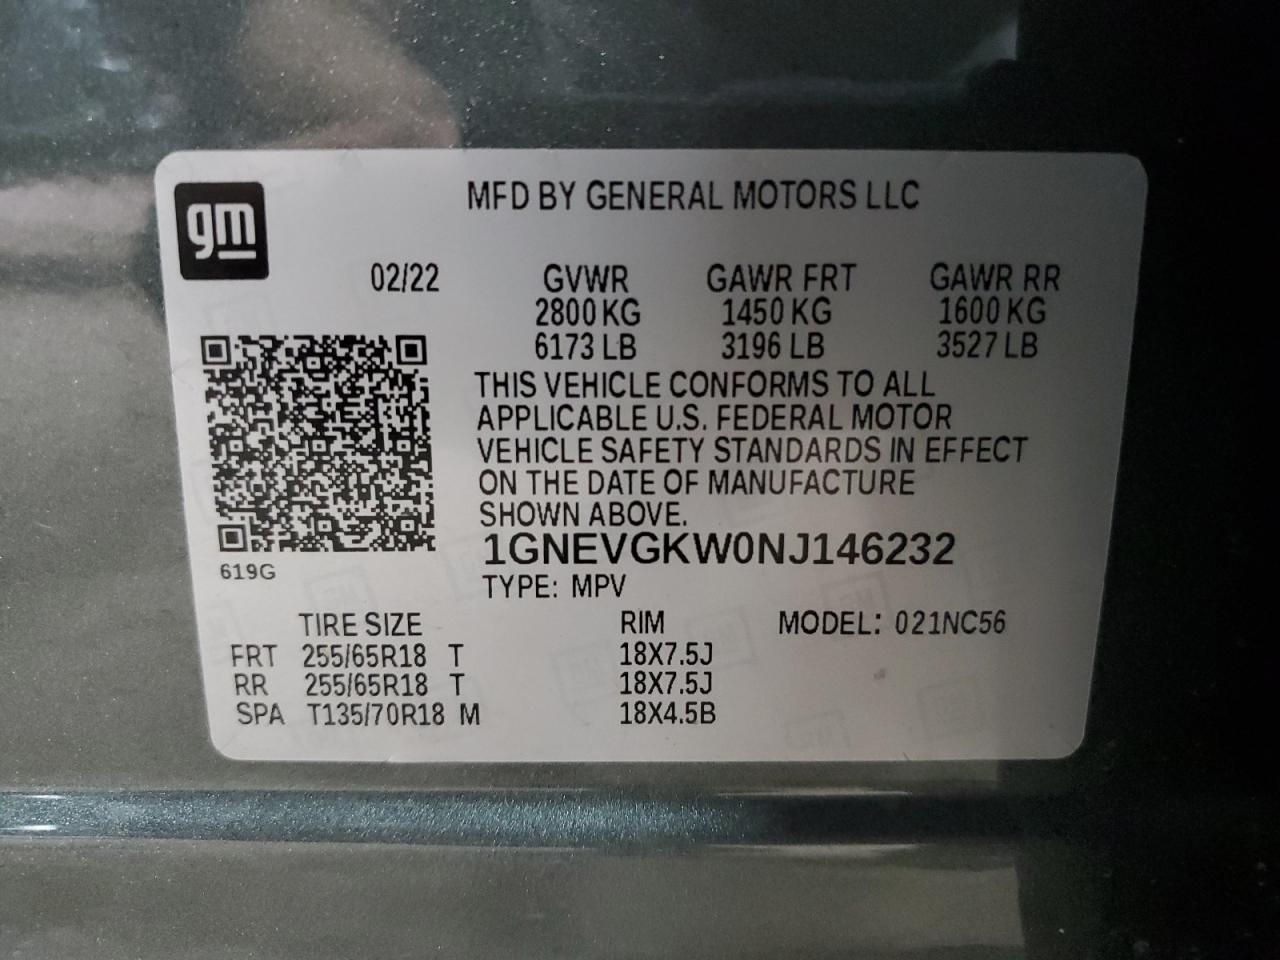 gm
MFD BY GENERAL MOTORS LLC
02/22 GVWR GAWR FRT GAWR RR
2800 KG 1450 KG 1600 KG
6173 LB 3196 LB 3527 LB
THIS VEHICLE CONFORMS TO ALL
APPLICABLE U.S. FEDERAL MOTOR
VEHICLE SAFETY STANDARDS IN EFFECT
ON THE DATE OF MANUFACTURE
SHOWN ABOVE.
1GNEVGKW0NJ146232
619G
TYPE: MPV
TIRE SIZE RIM MODEL: 021NC56
FRT 255/65R18 T 18X7.5J
RR 255/65R18 T 18X7.5J
SPA T135/70R18 M 18X4.5B